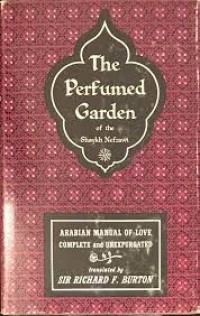 The
Perfumed
Garden
of the
Shaykh Nefzawi
ARABIAN MANUAL OF LOVE
COMPLETE and UNEXPURGATED
translated by
SIR RICHARD F. BURTON